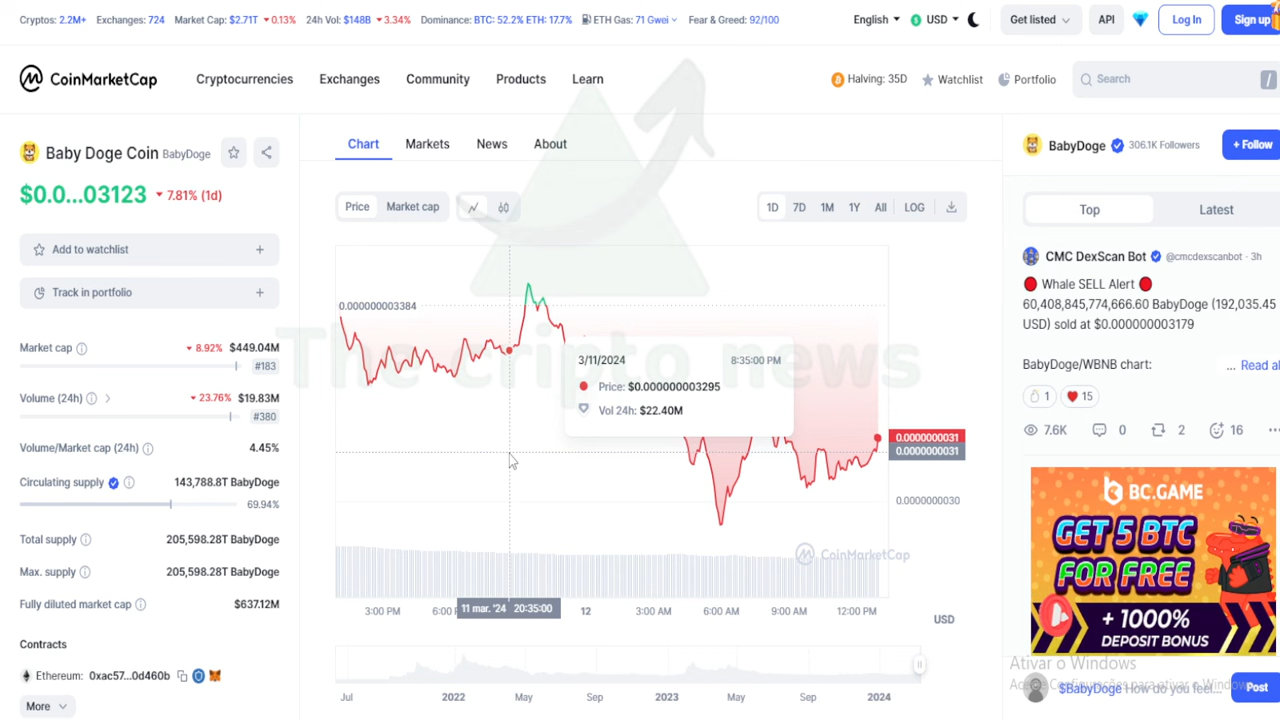 Cryptos: 2.2M+ Exchanges: 724 Market Cap: $2.71T 0.13% 24h Vol: $148B 3.34% Dominance: BTC: 52.2% ETH: 17.7% ETH Gas: 71 Gwei Fear & Greed: 92/100 English USD Get listed API Log In Sign up
CoinMarketCap Cryptocurrencies Exchanges Community Products Learn Halving: 35D Watchlist Portfolio Search /
Baby Doge Coin BabyDoge
$0.0...03123 7.81% (1d)
Add to watchlist +
Track in portfolio +
Market cap 8.92% $449.04M
#183
Volume (24h) 23.76% $19.83M
#380
Volume/Market cap (24h) 4.45%
Circulating supply 143,788.8T BabyDoge
69.94%
Total supply 205,598.28T BabyDoge
Max. supply 205,598.28T BabyDoge
Fully diluted market cap $637.12M
Contracts
Ethereum: 0xac57...0d460b
More
Chart Markets News About
Price Market cap 1D 7D 1M 1Y All LOG
0.000000003384
The cripto news
3/11/2024 8:35:00 PM
Price: $0.000000003295
Vol 24h: $22.40M
0.0000000031
0.0000000031
0.0000000030
CoinMarketCap
3:00 PM 6:0 11 mar. '24 20:35:00 12 3:00 AM 6:00 AM 9:00 AM 12:00 PM
USD
Jul 2022 May Sep 2023 May Sep 2024
BabyDoge 306.1K Followers + Follow
Top Latest
CMC DexScan Bot @cmcdexscanbot · 3h
Whale SELL Alert
60,408,845,774,666.60 BabyDoge (192,035.45
USD) sold at $0.000000003179
BabyDoge/WBNB chart: ... Read al
1 15
7.6K 0 2 16
BC.GAME
GET 5 BTC
FOR FREE
+ 1000%
DEPOSIT BONUS
Ativar o Windows
$BabyDoge How do you feel... Post